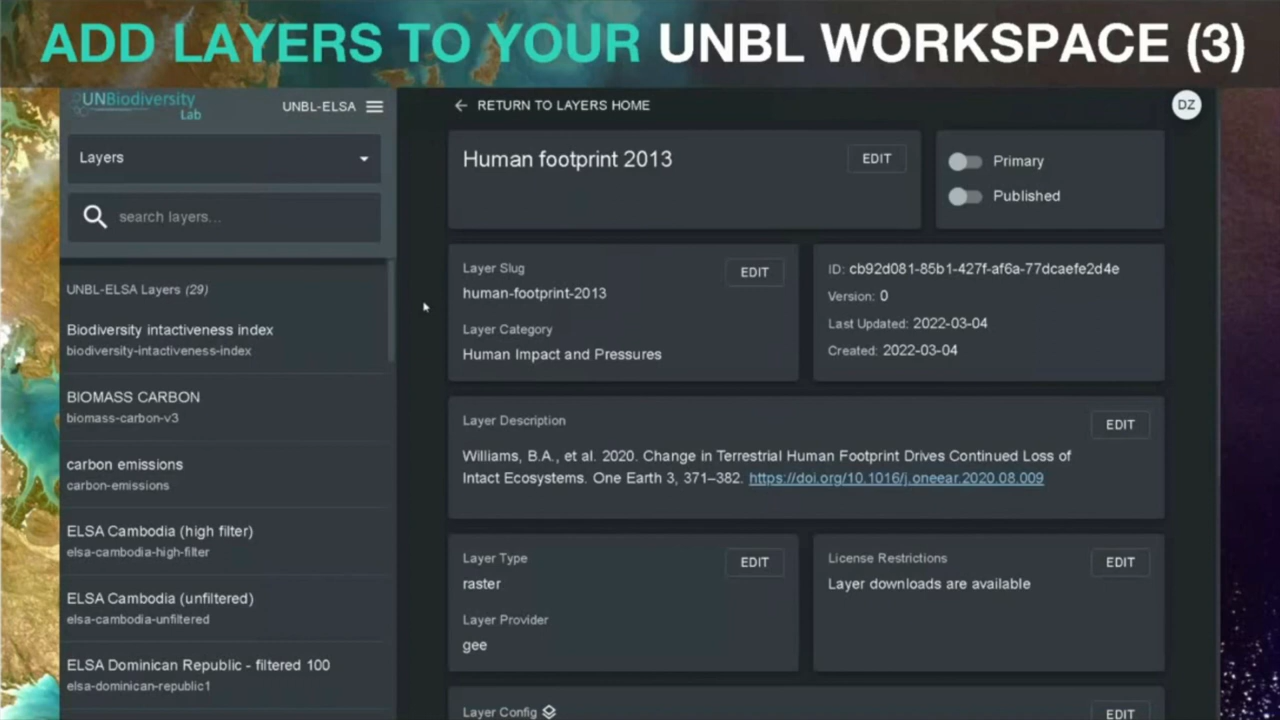 ADD LAYERS TO YOUR UNBL WORKSPACE (3)
UNBiodiversity
Lab
UNBL-ELSA
Layers
search layers...
UNBL-ELSA Layers (29)
Biodiversity intactiveness index
biodiversity-intactiveness-index
BIOMASS CARBON
biomass-carbon-v3
carbon emissions
carbon-emissions
ELSA Cambodia (high filter)
elsa-cambodia-high-filter
ELSA Cambodia (unfiltered)
elsa-cambodia-unfiltered
ELSA Dominican Republic - filtered 100
elsa-dominican-republic1
RETURN TO LAYERS HOME
DZ
Human footprint 2013
EDIT
Primary
Published
Layer Slug
EDIT
human-footprint-2013
Layer Category
Human Impact and Pressures
ID: cb92d081-85b1-427f-af6a-77dcaefe2d4e
Version: 0
Last Updated: 2022-03-04
Created: 2022-03-04
Layer Description
EDIT
Williams, B.A., et al. 2020. Change in Terrestrial Human Footprint Drives Continued Loss of
Intact Ecosystems. One Earth 3, 371–382. https://doi.org/10.1016/j.oneear.2020.08.009
Layer Type
EDIT
raster
Layer Provider
gee
License Restrictions
EDIT
Layer downloads are available
Layer Config
EDIT